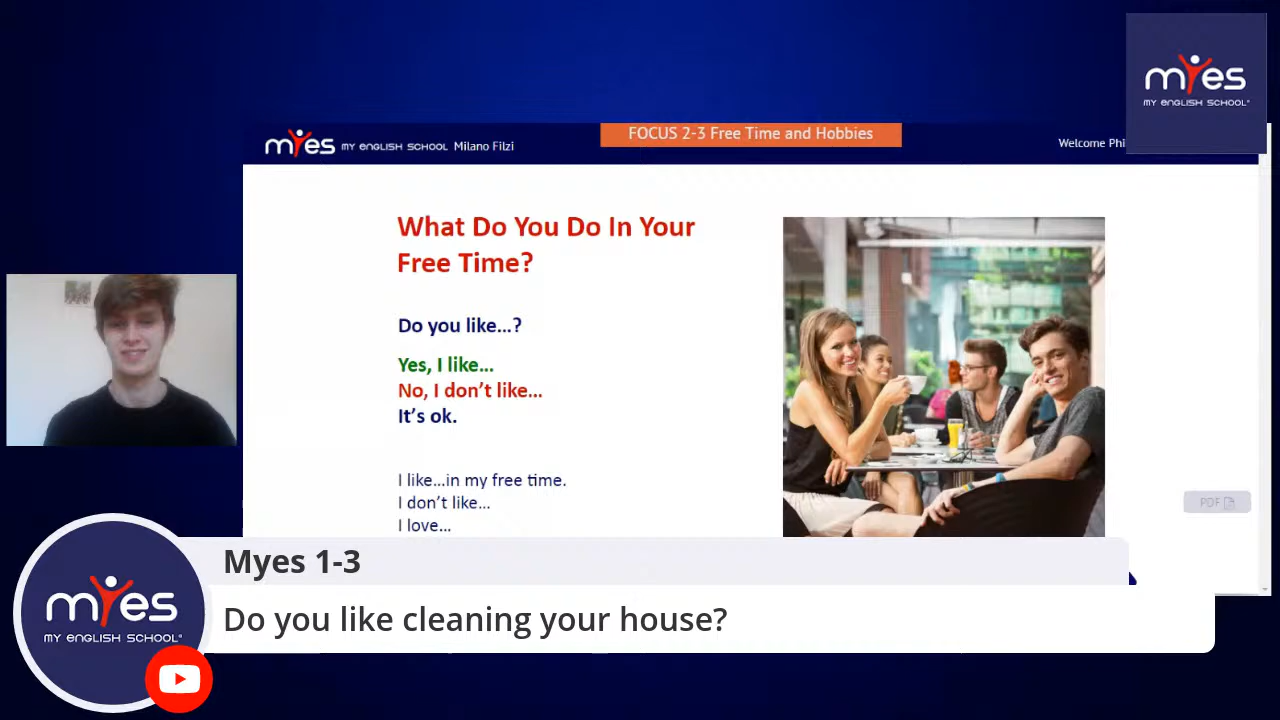 myes
MY ENGLISH SCHOOL®
myes MY ENGLISH SCHOOL Milano Filzi
FOCUS 2-3 Free Time and Hobbies
Welcome Phi
What Do You Do In Your
Free Time?
Do you like...?
Yes, I like...
No, I don't like...
It's ok.
I like...in my free time.
I don't like...
I love...
PDF
myes
MY ENGLISH SCHOOL®
Myes 1-3
Do you like cleaning your house?